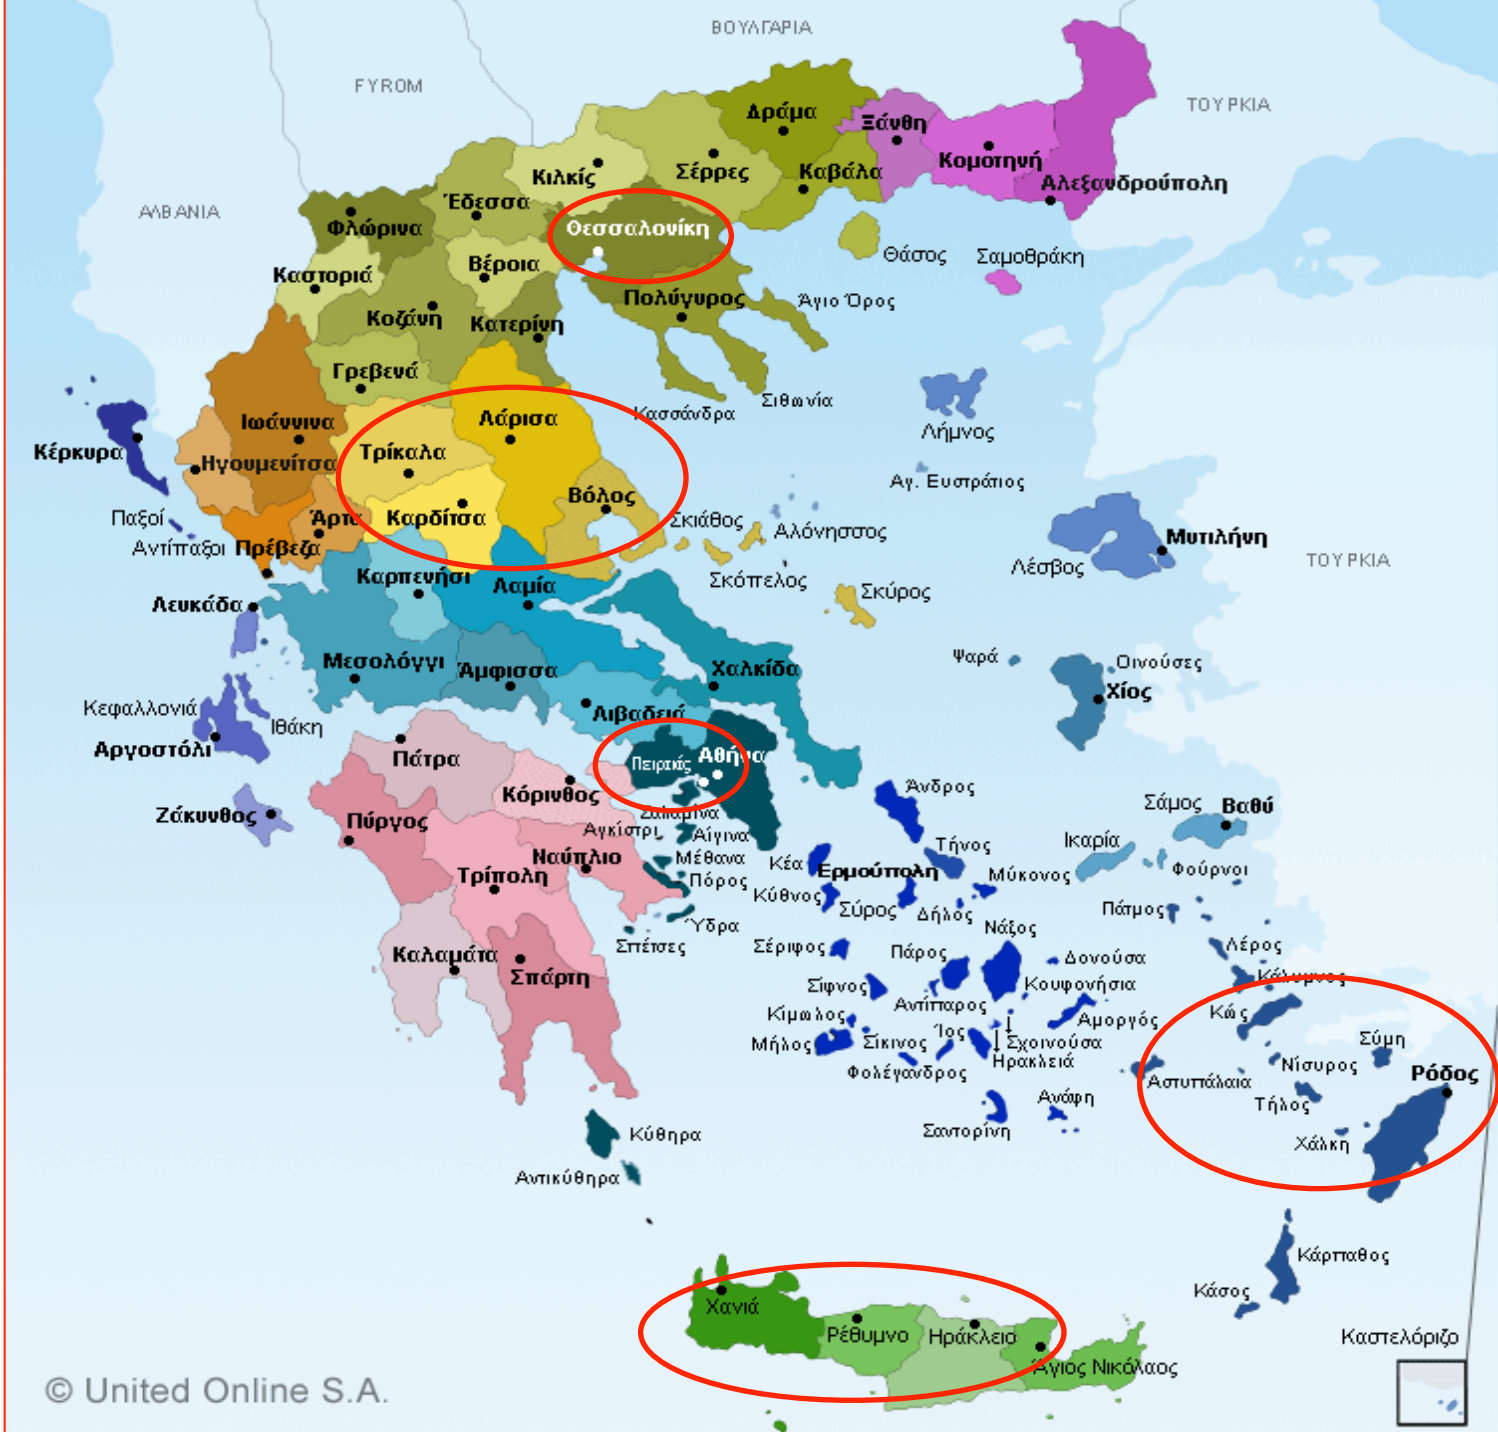 ΒΟΥΛΓΑΡΙΑ
FYROM
ΤΟΥΡΚΙΑ
ΑΛΒΑΝΙΑ
Δράμα
Ξάνθη
Κομοτηνή
Κιλκίς
Σέρρες
Καβάλα
Αλεξανδρούπολη
Έδεσσα
Φλώρινα
Θεσσαλονίκη
Θάσος
Σαμοθράκη
Καστοριά
Βέροια
Πολύγυρος
Άγιο Όρος
Κοζάνη
Κατερίνη
Γρεβενά
Κασσάνδρα
Σιθωνία
Ιωάννινα
Λάρισα
Λήμνος
Κέρκυρα
Ηγουμενίτσα
Τρίκαλα
Αγ. Ευστράτιος
Βόλος
Παξοί
Άρτα
Καρδίτσα
Σκιάθος
Αλόνησσος
Μυτιλήνη
Αντίπαξοι
Πρέβεζα
ΤΟΥΡΚΙΑ
Λέσβος
Καρπενήσι
Λαμία
Σκόπελος
Σκύρος
Λευκάδα
Μεσολόγγι
Άμφισσα
Χαλκίδα
Ψαρά
Οινούσες
Χίος
Κεφαλλονιά
Ιθάκη
Λιβαδειά
Αργοστόλι
Πάτρα
Πειραιάς
Αθήνα
Κόρινθος
Άνδρος
Ζάκυνθος
Πύργος
Σαλαμίνα
Αγκίστρι
Αίγινα
Σάμος
Βαθύ
Ικαρία
Τήνος
Ναύπλιο
Μέθανα
Κέα
Ερμούπολη
Μύκονος
Φούρνοι
Τρίπολη
Πόρος
Κύθνος
Σύρος
Δήλος
Πάτμος
Ύδρα
Νάξος
Σπέτσες
Σέριφος
Πάρος
Δονούσα
Λέρος
Καλαμάτα
Σπάρτη
Σίφνος
Αντίπαρος
Κουφονήσια
Κάλυμνος
Κίμωλος
Αμοργός
Κώς
Μήλος
Σίκινος
Ίος
Σχοινούσα
Ηρακλειά
Σύμη
Φολέγανδρος
Νίσυρος
Ρόδος
Αστυπάλαια
Ανάφη
Τήλος
Σαντορίνη
Χάλκη
Κύθηρα
Αντικύθηρα
Κάρπαθος
Κάσος
Χανιά
Ρέθυμνο
Ηράκλειο
Καστελόριζο
Άγιος Νικόλαος
© United Online S.A.